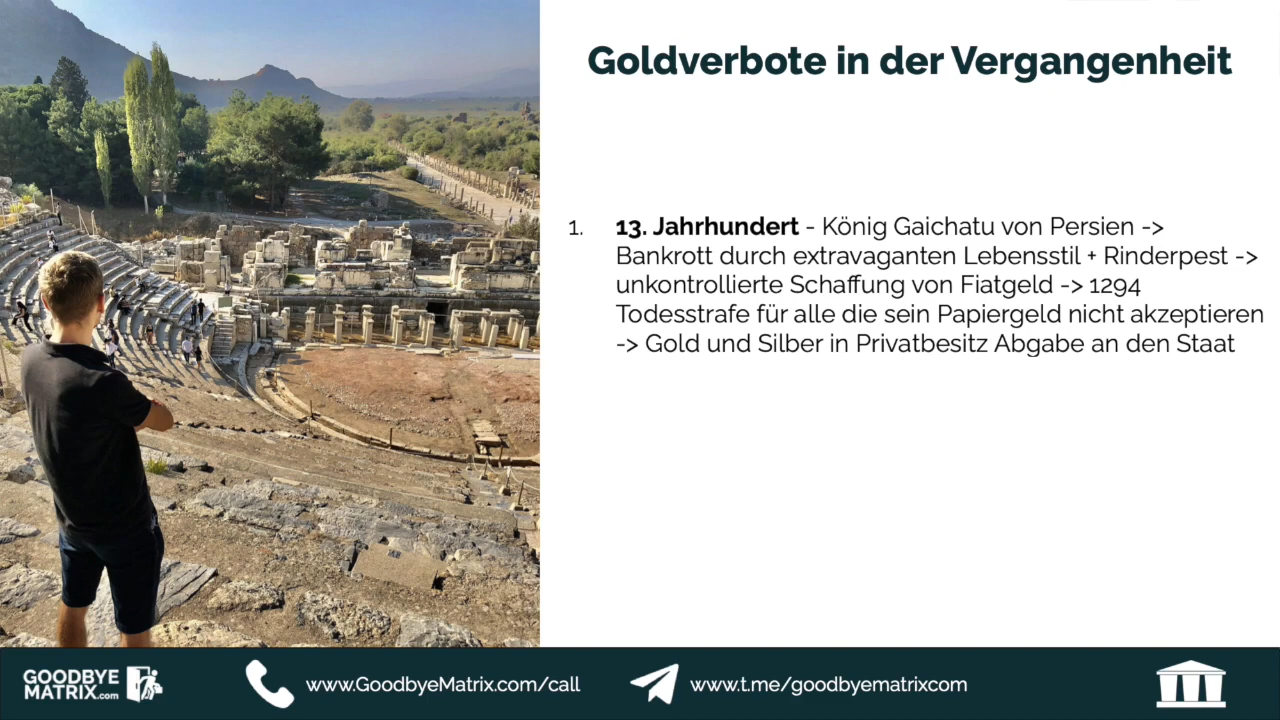 Goldverbote in der Vergangenheit
1. 13. Jahrhundert - König Gaichatu von Persien ->
Bankrott durch extravaganten Lebensstil + Rinderpest ->
unkontrollierte Schaffung von Fiatgeld -> 1294
Todesstrafe für alle die sein Papiergeld nicht akzeptieren
-> Gold und Silber in Privatbesitz Abgabe an den Staat
GOODBYE
MATRIX.com
www.GoodbyeMatrix.com/call
www.t.me/goodbyematrixcom